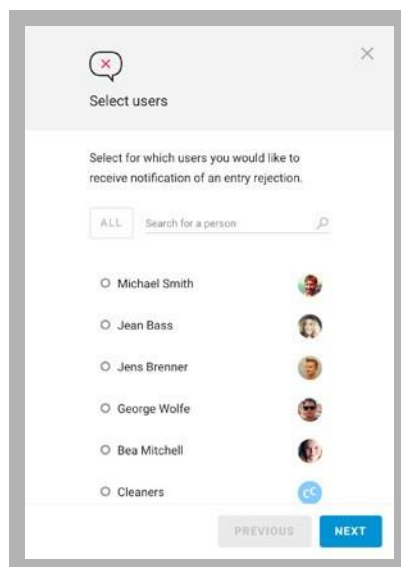 Select users
Select for which users you would like to
receive notification of an entry rejection.
ALL
Search for a person
Michael Smith
Jean Bass
Jens Brenner
George Wolfe
Bea Mitchell
Cleaners
CC
PREVIOUS
NEXT